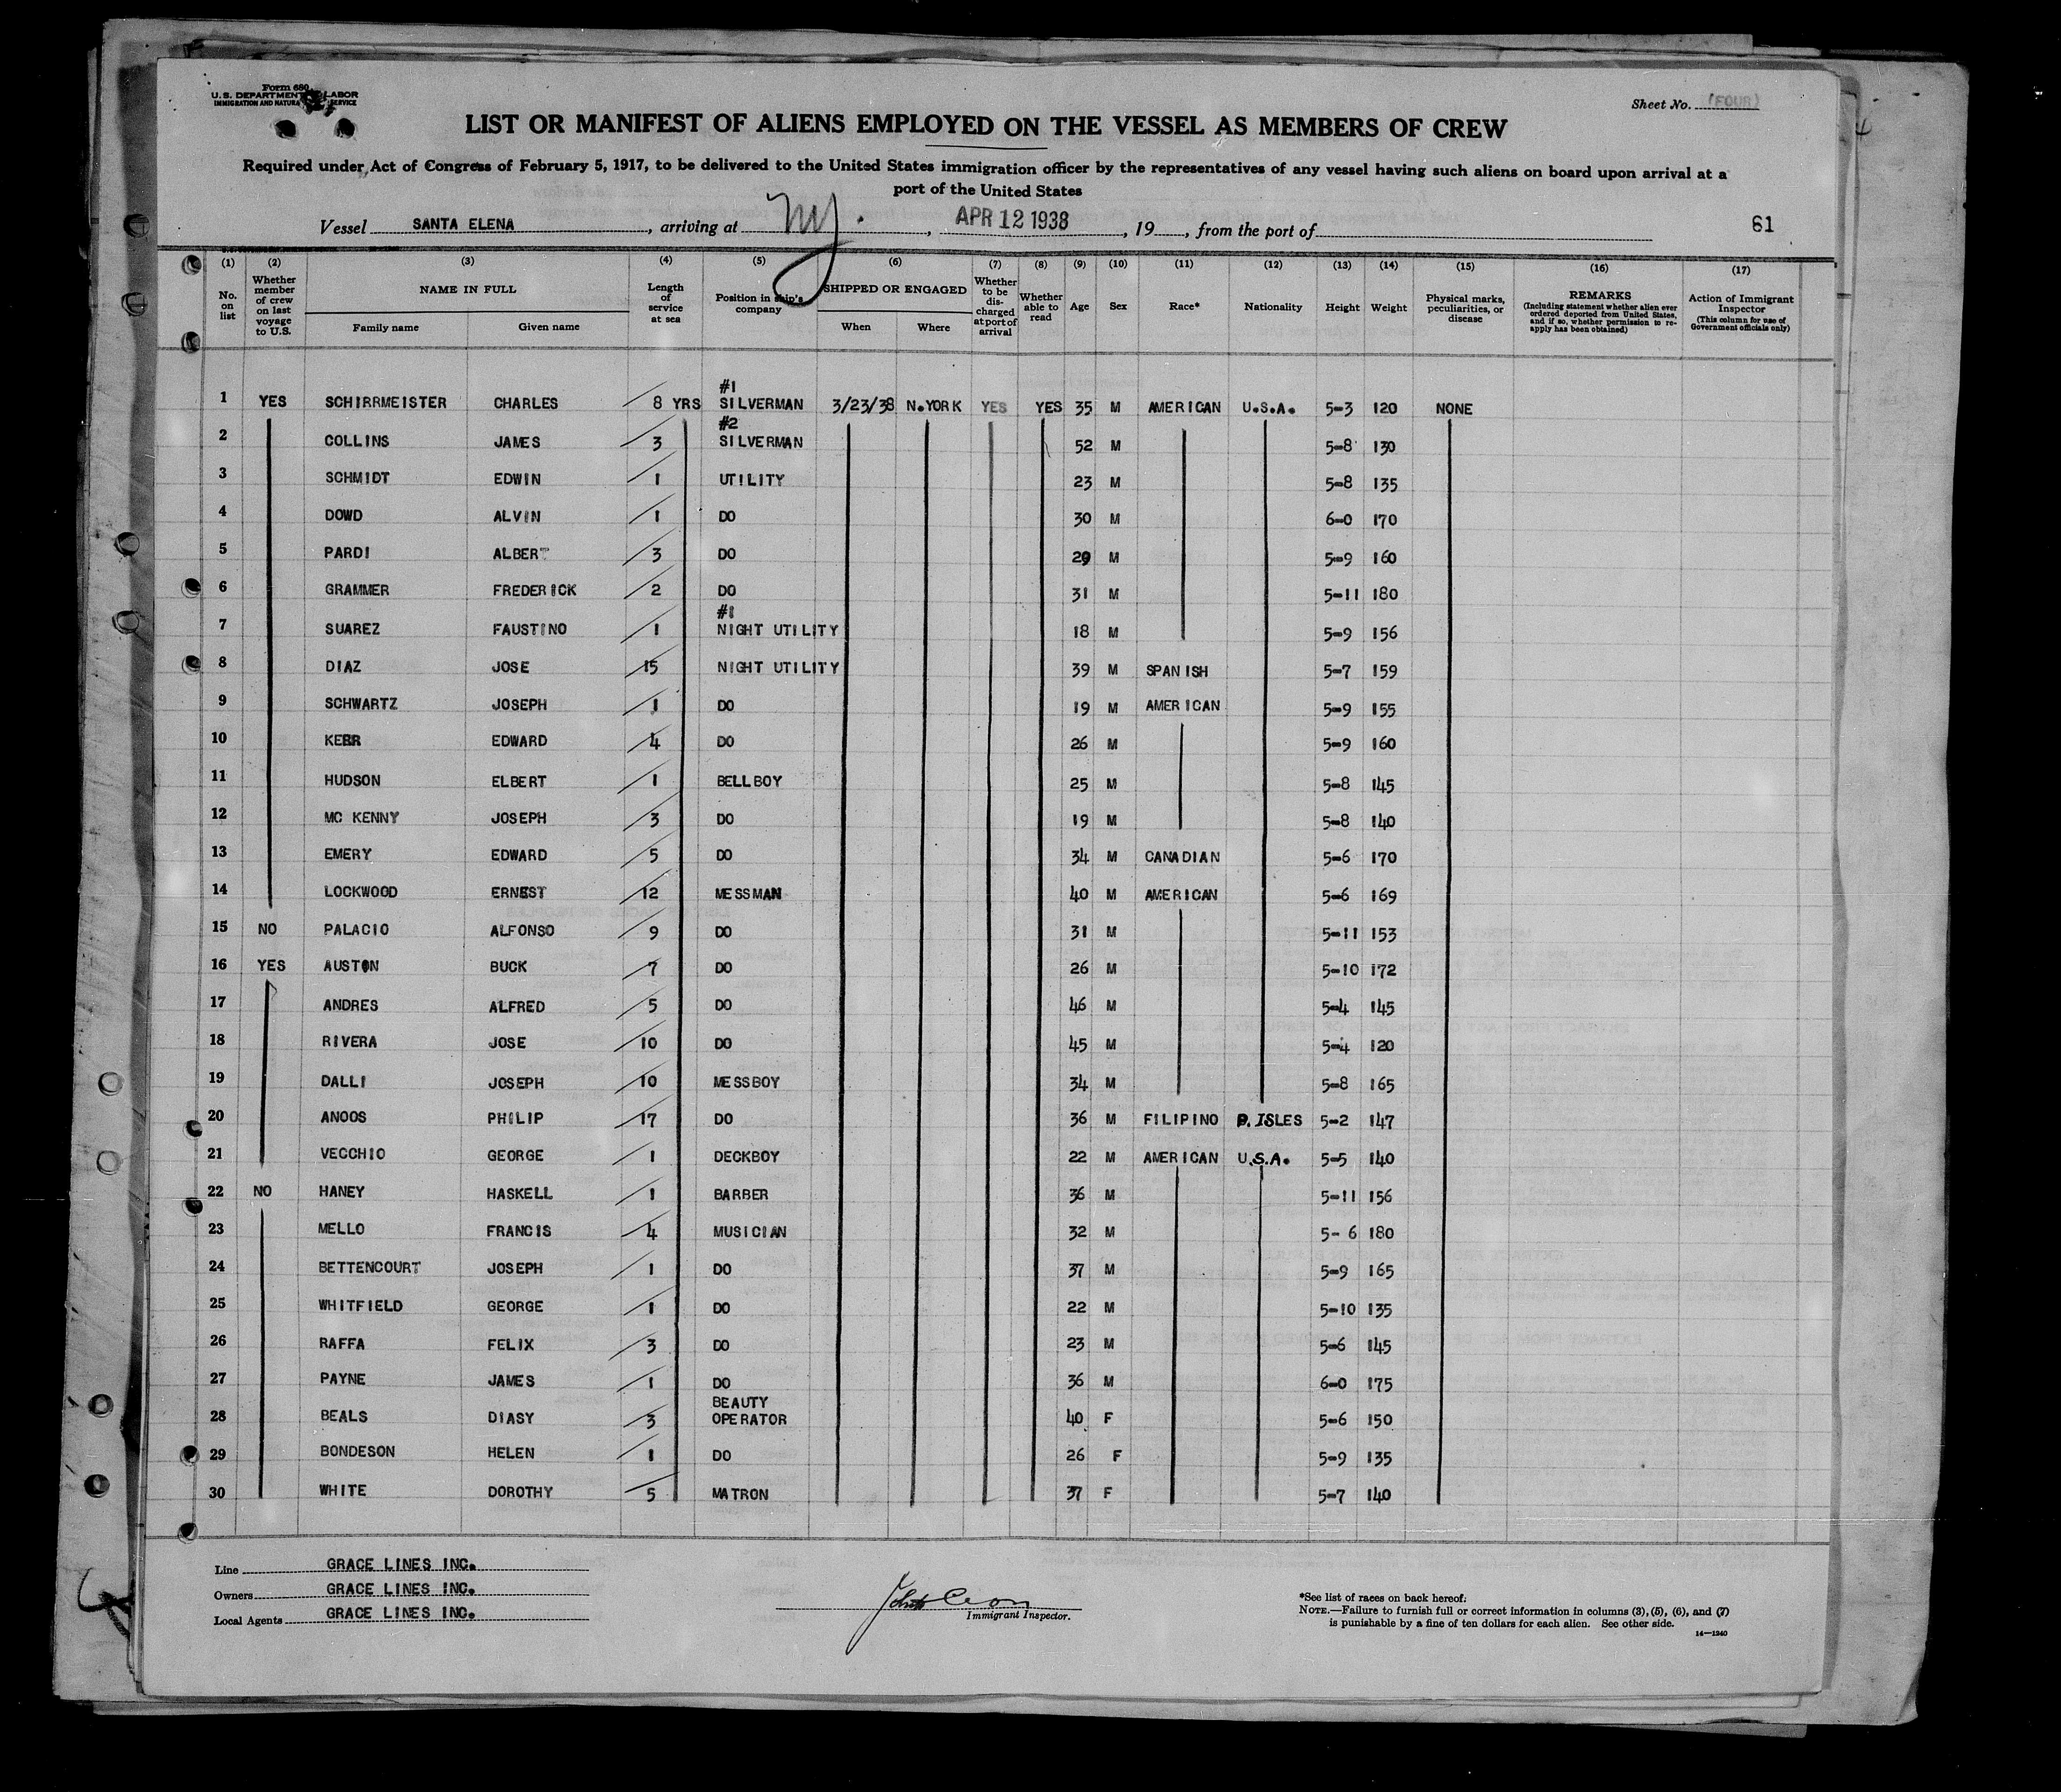 Form 680
U.S. DEPARTMENT LABOR
IMMIGRATION AND NATURA SERVICE
Sheet No. (FOUR)
LIST OR MANIFEST OF ALIENS EMPLOYED ON THE VESSEL AS MEMBERS OF CREW
Required under Act of Congress of February 5, 1917, to be delivered to the United States immigration officer by the representatives of any vessel having such aliens on board upon arrival at a
port of the United States
Vessel SANTA ELENA, arriving at NY., APR 12 1938, 19, from the port of 61
(1) (2) (3) (4) (5) (6) (7) (8) (9) (10) (11) (12) (13) (14) (15) (16) (17)
No. on list Whether member of crew on last voyage to U.S. NAME IN FULL Family name Given name Length of service at sea Position in ship's company SHIPPED OR ENGAGED When Where Whether to be discharged at port of arrival Whether able to read Age Sex Race* Nationality Height Weight Physical marks, peculiarities, or disease REMARKS (Including statement whether alien ever ordered deported from United States, and if so, whether permission to reapply has been obtained) Action of Immigrant Inspector (This column for use of Government officials only)
1 YES SCHIRRMEISTER CHARLES 8 YRS #1 SILVERMAN 3/23/38 N.YORK YES YES 35 M AMERICAN U.S.A. 5-3 120 NONE
2 COLLINS JAMES 3 #2 SILVERMAN 52 M 5-8 130
3 SCHMIDT EDWIN 1 UTILITY 23 M 5-8 135
4 DOWD ALVIN 1 DO 30 M 6-0 170
5 PARDI ALBERT 3 DO 29 M 5-9 160
6 GRAMMER FREDERICK 2 DO 31 M 5-11 180
7 SUAREZ FAUSTINO 1 #1 NIGHT UTILITY 18 M 5-9 156
8 DIAZ JOSE 15 NIGHT UTILITY 39 M SPANISH 5-7 159
9 SCHWARTZ JOSEPH 1 DO 19 M AMERICAN 5-9 155
10 KERR EDWARD 4 DO 26 M 5-9 160
11 HUDSON ELBERT 1 BELLBOY 25 M 5-8 145
12 MC KENNY JOSEPH 3 DO 19 M 5-8 140
13 EMERY EDWARD 5 DO 34 M CANADIAN 5-6 170
14 LOCKWOOD ERNEST 12 MESSMAN 40 M AMERICAN 5-6 169
15 NO PALACIO ALFONSO 9 DO 31 M 5-11 153
16 YES AUSTON BUCK 7 DO 26 M 5-10 172
17 ANDRES ALFRED 5 DO 46 M 5-4 145
18 RIVERA JOSE 10 DO 45 M 5-4 120
19 DALLI JOSEPH 10 MESSBOY 34 M 5-8 165
20 ANOOS PHILIP 17 DO 36 M FILIPINO P. ISLES 5-2 147
21 VECCHIO GEORGE 1 DECKBOY 22 M AMERICAN U.S.A. 5-5 140
22 NO HANEY HASKELL 1 BARBER 36 M 5-11 156
23 MELLO FRANCIS 4 MUSICIAN 32 M 5- 6 180
24 BETTENCOURT JOSEPH 1 DO 37 M 5-9 165
25 WHITFIELD GEORGE 1 DO 22 M 5-10 135
26 RAFFA FELIX 3 DO 23 M 5-6 145
27 PAYNE JAMES 1 DO 36 M 6-0 175
28 BEALS DIASY 3 BEAUTY OPERATOR 40 F 5-6 150
29 BONDESON HELEN 1 DO 26 F 5-9 135
30 WHITE DOROTHY 5 MATRON 37 F 5-7 140
Line GRACE LINES INC.
Owners GRACE LINES INC.
Local Agents GRACE LINES INC.
Immigrant Inspector.
*See list of races on back hereof.
NOTE.—Failure to furnish full or correct information in columns (3), (5), (6), and (7)
is punishable by a fine of ten dollars for each alien. See other side.
14—1240